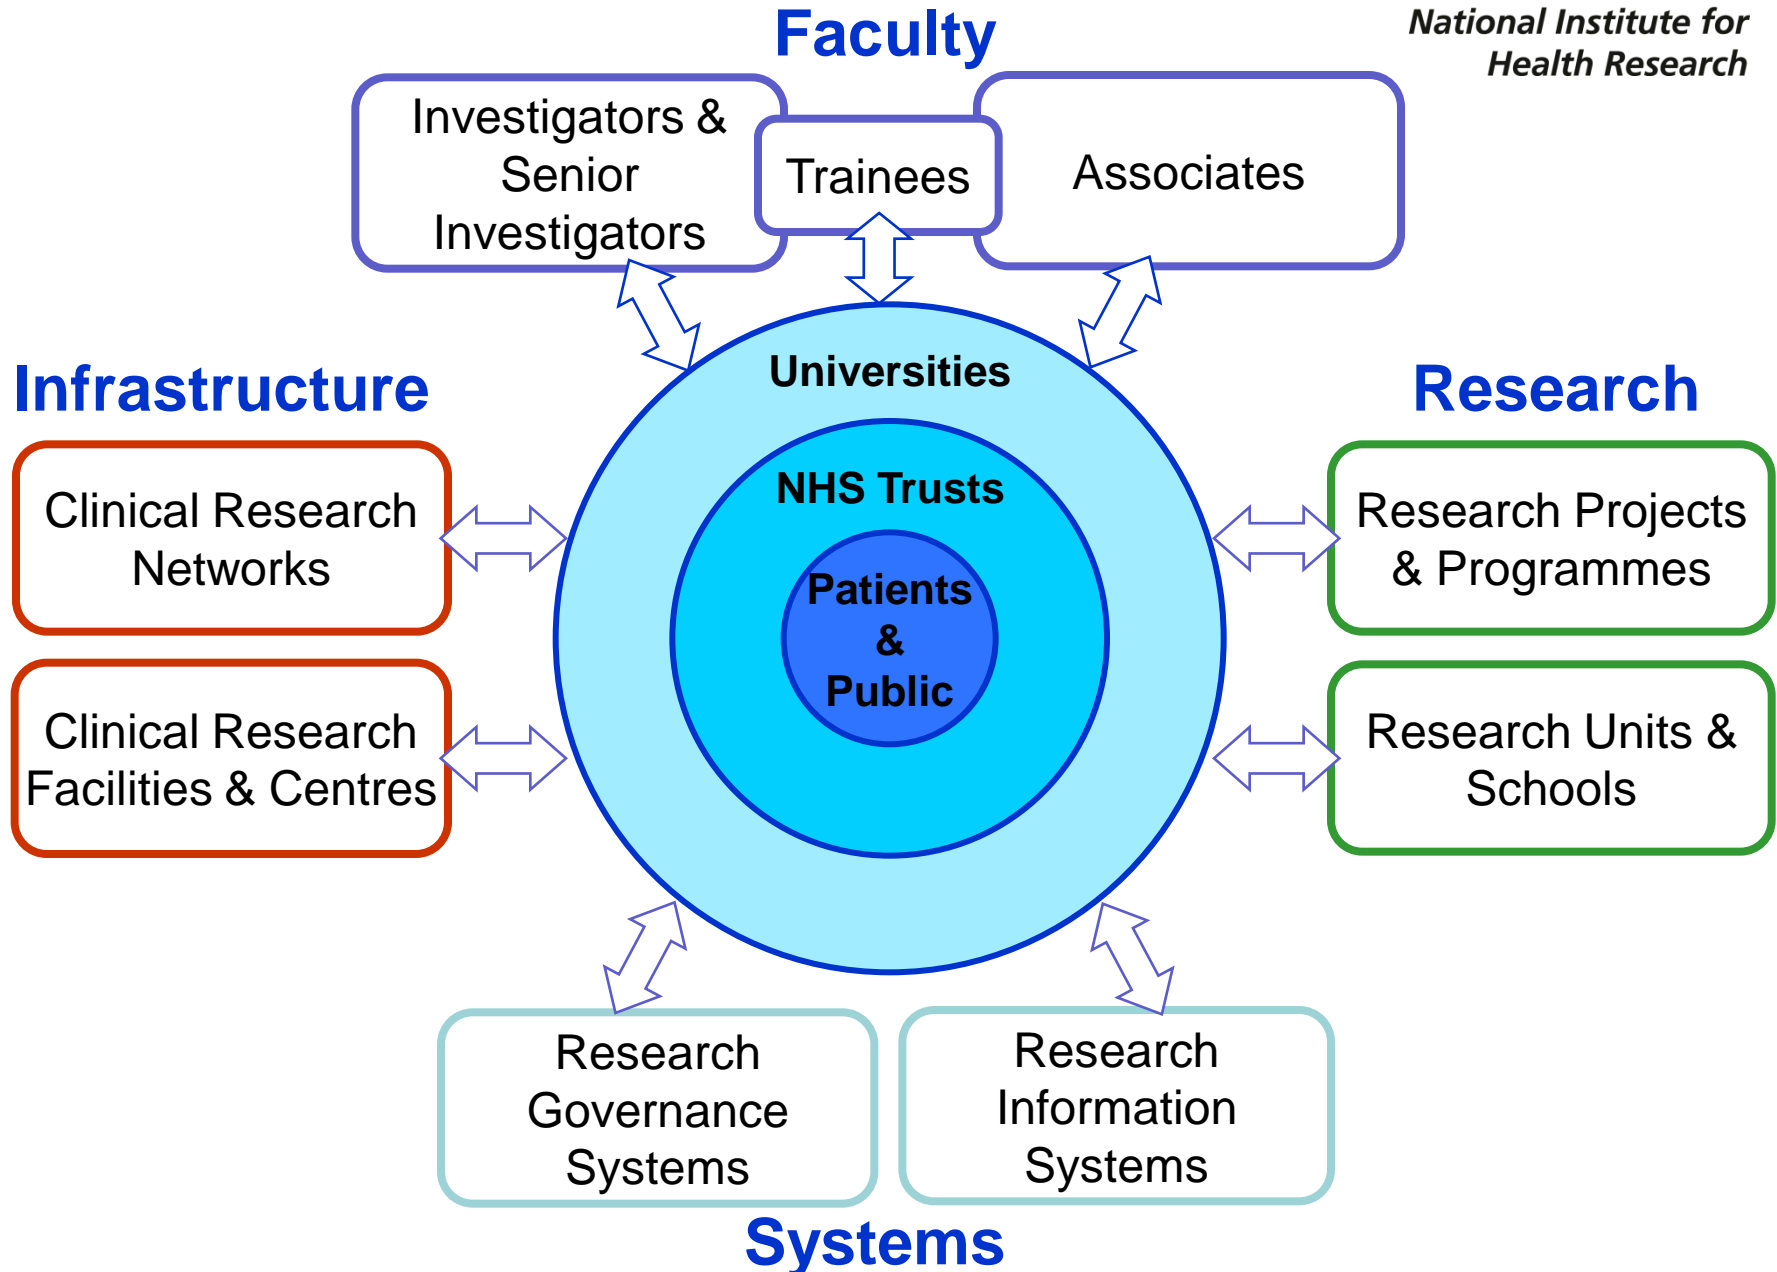 Faculty
National Institute for
Health Research
Investigators &
Senior
Investigators
Trainees
Associates
Infrastructure
Universities
Research
Clinical Research
Networks
NHS Trusts
Research Projects
& Programmes
Patients
&
Public
Clinical Research
Facilities & Centres
Research Units &
Schools
Research
Governance
Systems
Research
Information
Systems
Systems